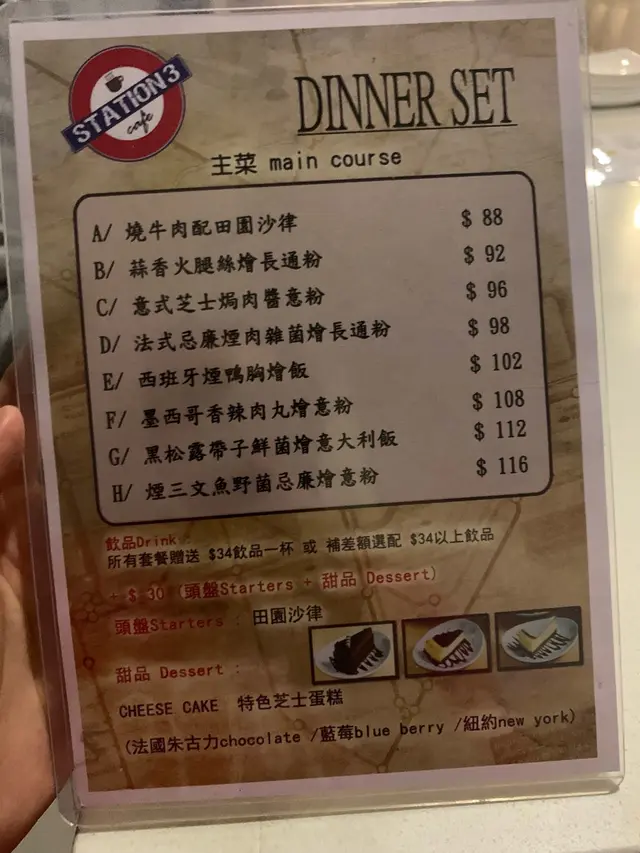 STATION3
cafe
DINNER SET
主菜 main course
A/ 燒牛肉配田園沙律 $ 88
B/ 蒜香火腿絲燴長通粉 $ 92
C/ 意式芝士焗肉醬意粉 $ 96
D/ 法式忌廉煙肉雜菌燴長通粉 $ 98
E/ 西班牙煙鴨胸燴飯 $ 102
F/ 墨西哥香辣肉丸燴意粉 $ 108
G/ 黑松露帶子鮮菌燴意大利飯 $ 112
H/ 煙三文魚野菌忌廉燴意粉 $ 116
飲品Drink :
所有套餐贈送 $34飲品一杯 或 補差額選配 $34以上飲品
+ $ 30 (頭盤Starters + 甜品 Dessert)
頭盤Starters : 田園沙律
甜品 Dessert :
CHEESE CAKE 特色芝士蛋糕
(法國朱古力chocolate /藍莓blue berry /紐約new york)